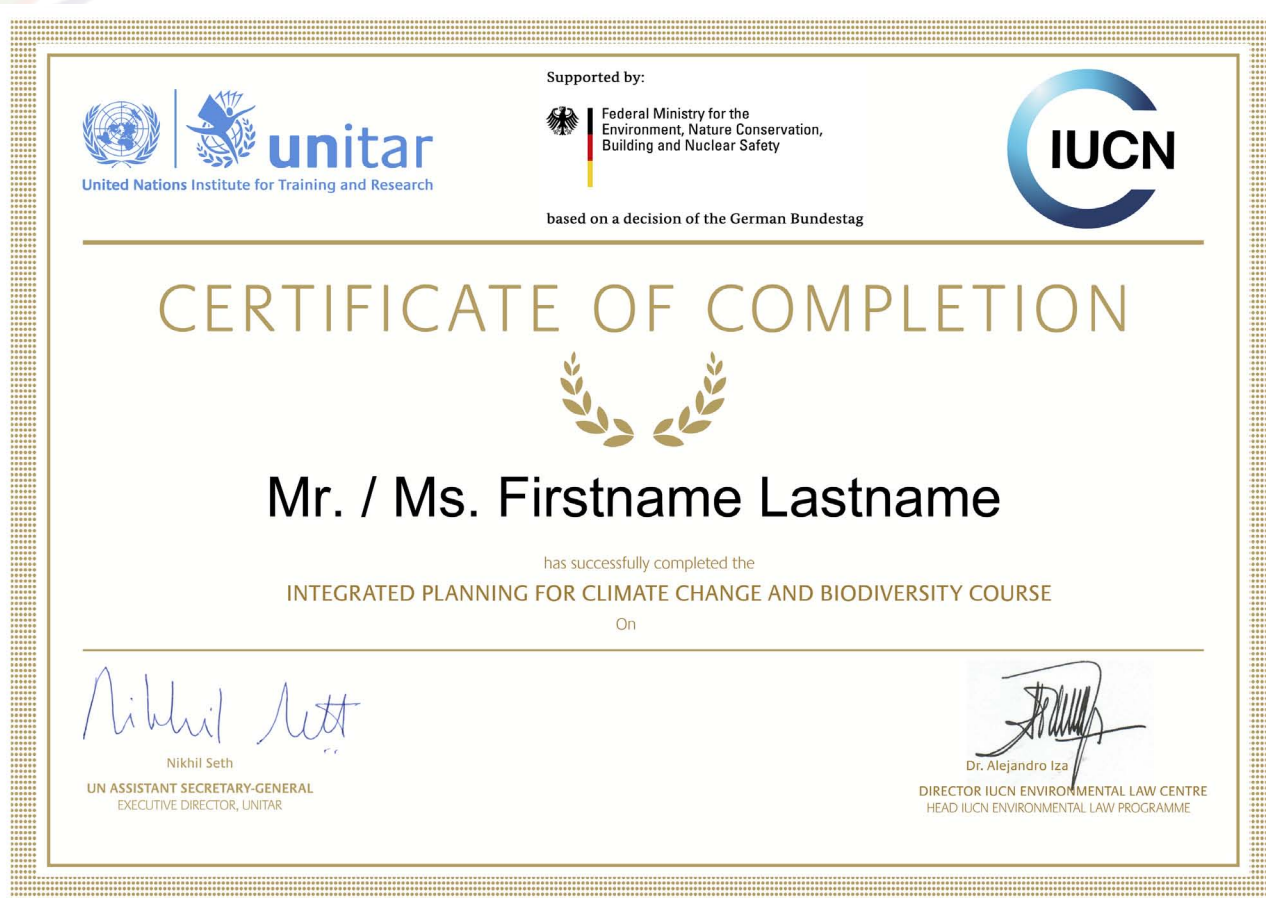 unitar
United Nations Institute for Training and Research
Supported by:
Federal Ministry for the
Environment, Nature Conservation,
Building and Nuclear Safety
based on a decision of the German Bundestag
IUCN
CERTIFICATE OF COMPLETION
Mr. / Ms. Firstname Lastname
has successfully completed the
INTEGRATED PLANNING FOR CLIMATE CHANGE AND BIODIVERSITY COURSE
On
Nikhil Seth
Nikhil Seth
UN ASSISTANT SECRETARY-GENERAL
EXECUTIVE DIRECTOR, UNITAR
Dr. Alejandro Iza
DIRECTOR IUCN ENVIRONMENTAL LAW CENTRE
HEAD IUCN ENVIRONMENTAL LAW PROGRAMME